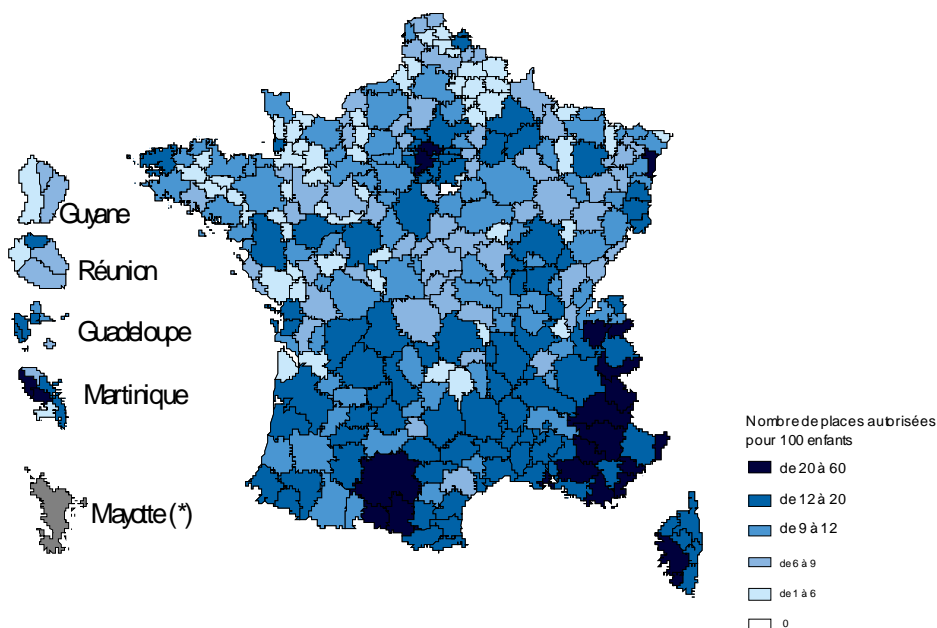 Guyane
Réunion
Guadeloupe
Martinique
Mayotte (*)
Nombre de places autorisées
pour 100 enfants
de 20 à 60
de 12 à 20
de 9 à 12
de 6 à 9
de 1 à 6
0